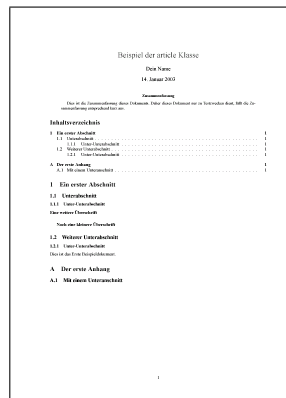 Beispiel der article Klasse
Dein Name
14. Januar 2003
Zusammenfassung
Dies ist die Zusammenfassung dieses Dokuments. Daher dieses Dokument nur zu Testzwecken dient, fällt die Zu-
sammenfassung entsprechend kurz aus.
Inhaltsverzeichnis
1 Ein erster Abschnitt 1
1.1 Unterabschnitt 1
1.1.1 Unter-Unterabschnitt 1
1.2 Weiterer Unterabschnitt 1
1.2.1 Unter-Unterabschnitt 1
A Der erste Anhang 1
A.1 Mit einem Unteranschnitt 1
1 Ein erster Abschnitt
1.1 Unterabschnitt
1.1.1 Unter-Unterabschnitt
Eine weitere Überschrift
Noch eine kleinere Überschrift
1.2 Weiterer Unterabschnitt
1.2.1 Unter-Unterabschnitt
Dies ist das Erste Beispieldokument.
A Der erste Anhang
A.1 Mit einem Unteranschnitt
1